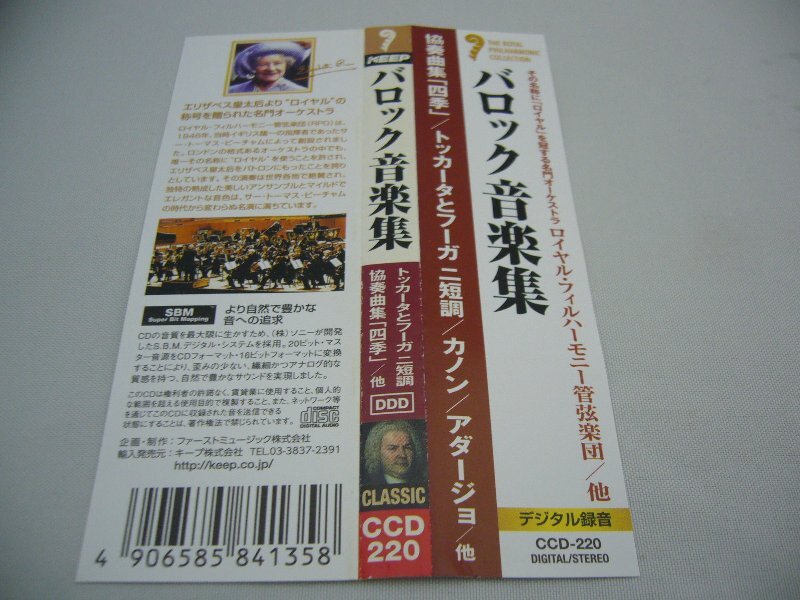 エリザベス皇太后より"ロイヤル"の
称号を贈られた名門オーケストラ
ロイヤル・フィルハーモニー管弦楽団(RPO)は、
1946年、当時イギリス随一の指揮者であったサ
ー・トーマス・ビーチャムによって創設されまし
た。ロンドンの格式あるオーケストラの中でも、
唯一その名称に"ロイヤル"を使うことを許され、
エリザベス皇太后をパトロンにもったことを誇り
としています。その演奏は世界各地で絶賛され、
独特の熟成した美しいアンサンブルとマイルドで
エレガントな音色は、サー・トーマス・ビーチャム
の時代から変わらぬ名演に満ちています。
SBM
Super Bit Mapping
より自然で豊かな
音への追求
CDの音質を最大限に生かすため、(株)ソニーが開発
したS.B.M.デジタル・システムを採用。20ビット・マス
ター音源をCDフォーマット・16ビットフォーマットに変換
することにより、歪みの少ない、繊細かつアナログ的な
質感を持つ、自然で豊かなサウンドを実現しました。
このCDは権利者の許諾なく、賃貸業に使用すること、個人的
な範囲を超える使用目的で複製すること、また、ネットワーク等
を通じてこのCDに収録された音を送信できる
状態にすることは、著作権法で禁じられています。
COMPACT
disc
DIGITAL AUDIO
企画・制作:ファーストミュージック株式会社
輸入発売元:キープ株式会社 TEL.03-3837-2391
http://keep.co.jp/
4 906585 841358
KEEP
バロック音楽集
トッカータとフーガ ニ短調
協奏曲集「四季」/他
DDD
CLASSIC
CCD
220
協奏曲集「四季」/トッカータとフーガ ニ短調/カノン/アダージョ/他
THE ROYAL
PHILHARMONIC
COLLECTION
その名称に"ロイヤル"を冠する名門オーケストラ ロイヤル・フィルハーモニー管弦楽団/他
バロック音楽集
デジタル録音
CCD-220
DIGITAL/STEREO